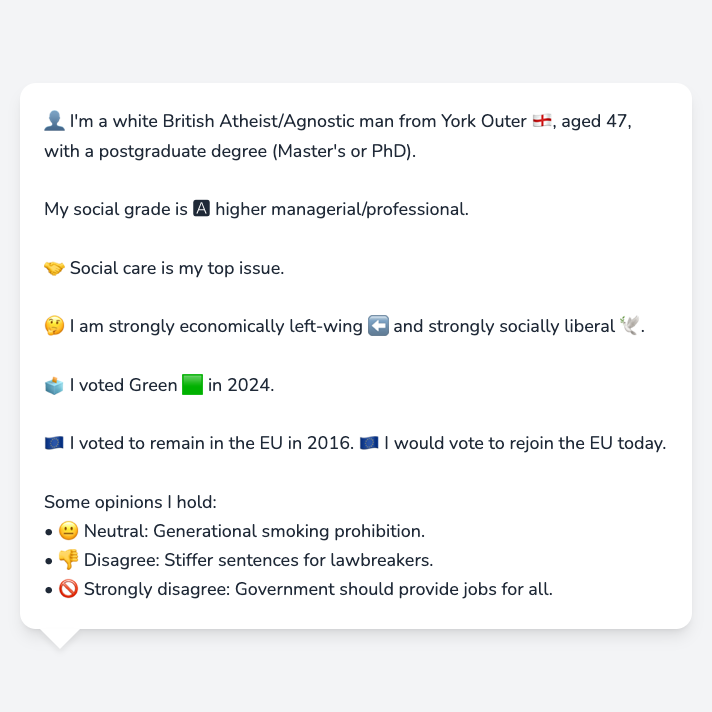 👤 I'm a white British Atheist/Agnostic man from York Outer 🏴󠁧󠁢󠁥󠁮󠁧󠁿, aged 47,
with a postgraduate degree (Master's or PhD).
My social grade is 🅰 higher managerial/professional.
🤝 Social care is my top issue.
🤔 I am strongly economically left-wing ⬅️ and strongly socially liberal 🕊️.
🗳️ I voted Green 🟩 in 2024.
🇪🇺 I voted to remain in the EU in 2016. 🇪🇺 I would vote to rejoin the EU today.
Some opinions I hold:
• 😐 Neutral: Generational smoking prohibition.
• 👎 Disagree: Stiffer sentences for lawbreakers.
• 🚫 Strongly disagree: Government should provide jobs for all.